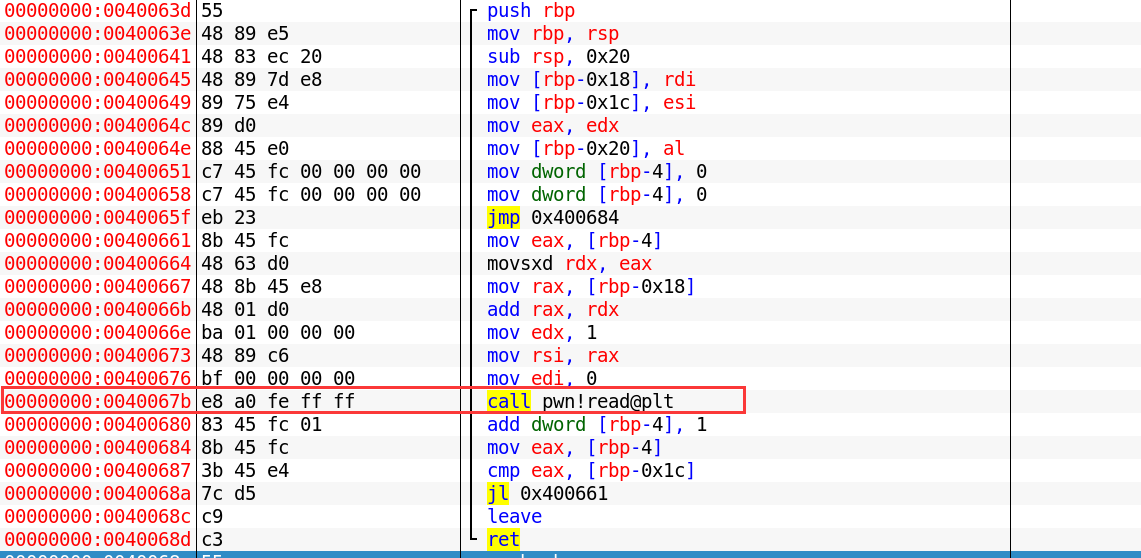 00000000:0040063d 55 push rbp
00000000:0040063e 48 89 e5 mov rbp, rsp
00000000:00400641 48 83 ec 20 sub rsp, 0x20
00000000:00400645 48 89 7d e8 mov [rbp-0x18], rdi
00000000:00400649 89 75 e4 mov [rbp-0x1c], esi
00000000:0040064c 89 d0 mov eax, edx
00000000:0040064e 88 45 e0 mov [rbp-0x20], al
00000000:00400651 c7 45 fc 00 00 00 00 mov dword [rbp-4], 0
00000000:00400658 c7 45 fc 00 00 00 00 mov dword [rbp-4], 0
00000000:0040065f eb 23 jmp 0x400684
00000000:00400661 8b 45 fc mov eax, [rbp-4]
00000000:00400664 48 63 d0 movsxd rdx, eax
00000000:00400667 48 8b 45 e8 mov rax, [rbp-0x18]
00000000:0040066b 48 01 d0 add rax, rdx
00000000:0040066e ba 01 00 00 00 mov edx, 1
00000000:00400673 48 89 c6 mov rsi, rax
00000000:00400676 bf 00 00 00 00 mov edi, 0
00000000:0040067b e8 a0 fe ff ff call pwn!read@plt
00000000:00400680 83 45 fc 01 add dword [rbp-4], 1
00000000:00400684 8b 45 fc mov eax, [rbp-4]
00000000:00400687 3b 45 e4 cmp eax, [rbp-0x1c]
00000000:0040068a 7c d5 jl 0x400661
00000000:0040068c c9 leave
00000000:0040068d c3 ret